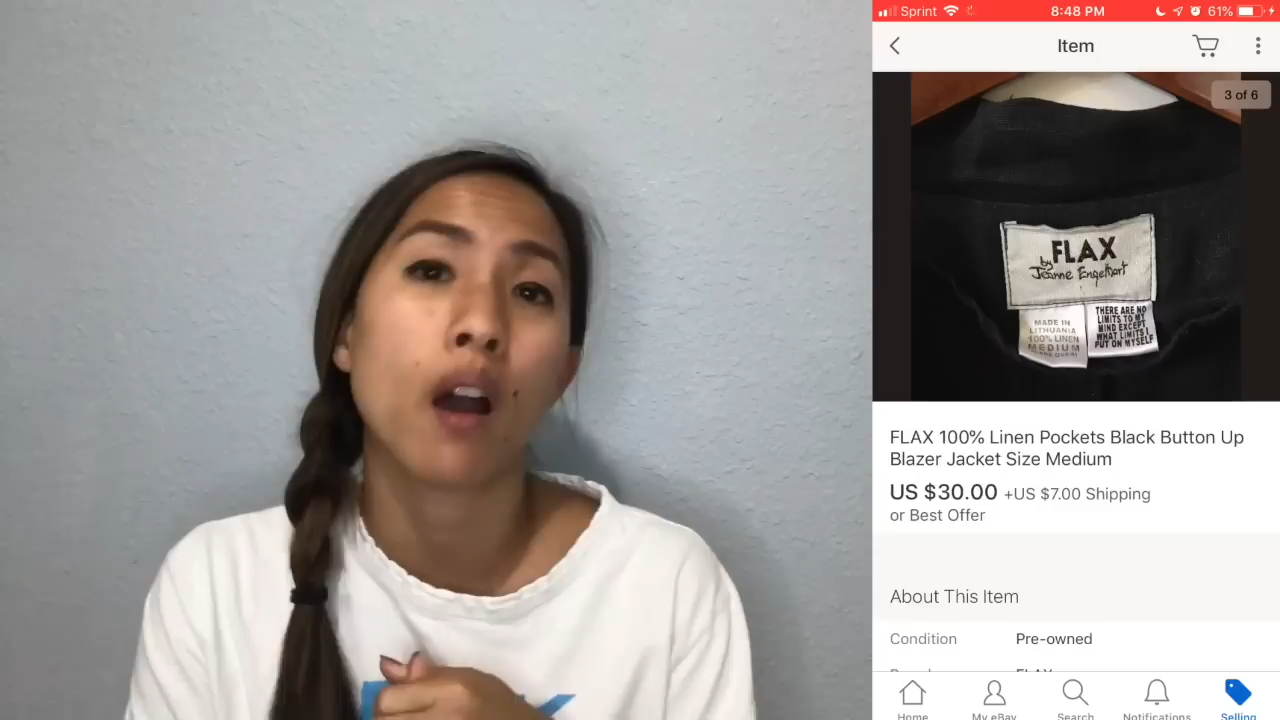 Sprint 8:48 PM 61%
Item
3 of 6
FLAX
by
Jeanne Engelhart
MADE IN
LITHUANIA
100% LINEN
MEDIUM
THERE ARE NO
LIMITS TO MY
MIND EXCEPT
WHAT LIMITS I
PUT ON MYSELF
FLAX 100% Linen Pockets Black Button Up
Blazer Jacket Size Medium
US $30.00 +US $7.00 Shipping
or Best Offer
About This Item
Condition Pre-owned
FLAX
Home My eBay Search Notifications Selling